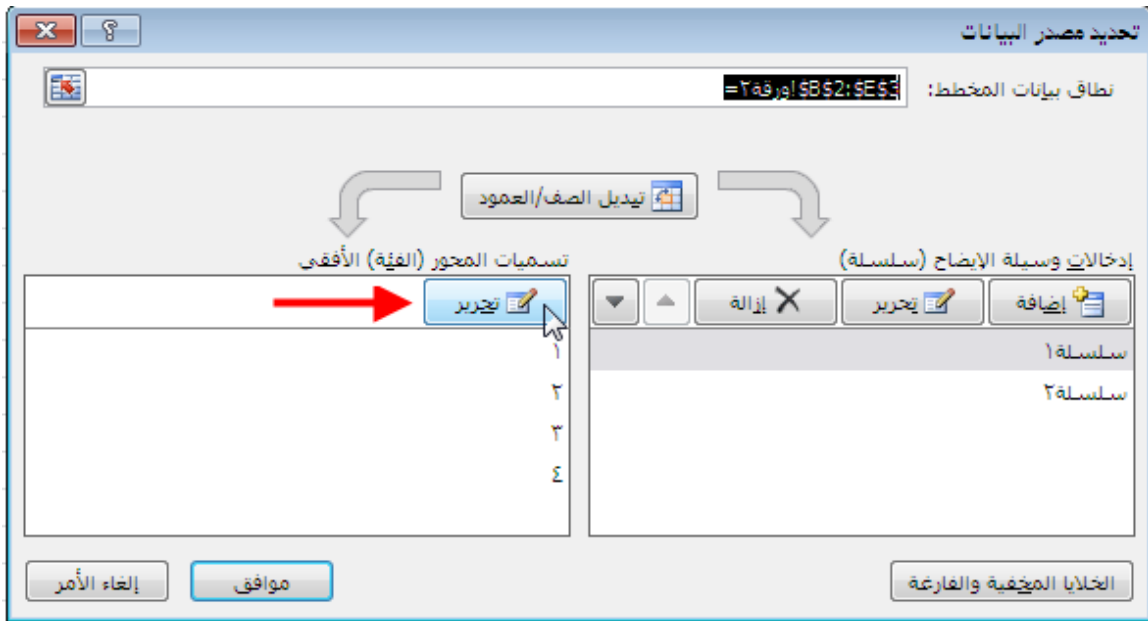 تحديد مصدر البيانات
نطاق بيانات المخطط:
=ورقة٢!$B$2:$E$3
تبديل الصف/العمود
إدخالات وسيلة الإيضاح (سلسلة)
إضافة
تحرير
إزالة
سلسلة١
سلسلة٢
تسميات المحور (الفئة) الأفقي
تحرير
١
٢
٣
٤
الخلايا المخفية والفارغة
موافق
إلغاء الأمر